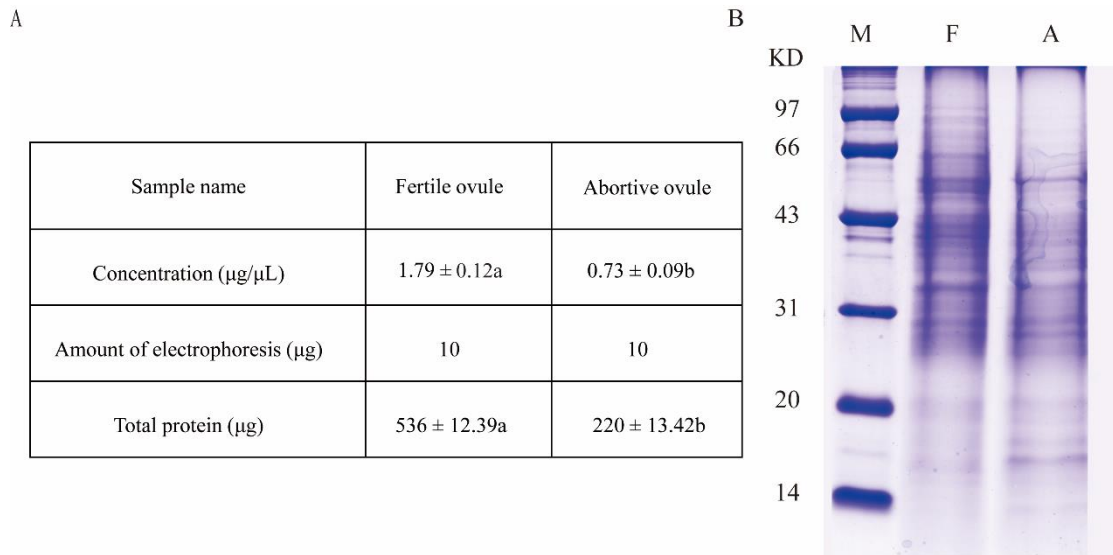 A
Sample name Fertile ovule Abortive ovule
Concentration (μg/μL) 1.79 ± 0.12a 0.73 ± 0.09b
Amount of electrophoresis (μg) 10 10
Total protein (μg) 536 ± 12.39a 220 ± 13.42b
B
M F A
KD
97
66
43
31
20
14